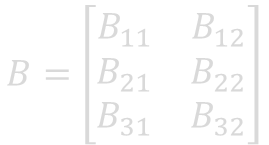 B = [B₁₁ B₁₂
B₂₁ B₂₂
B₃₁ B₃₂]